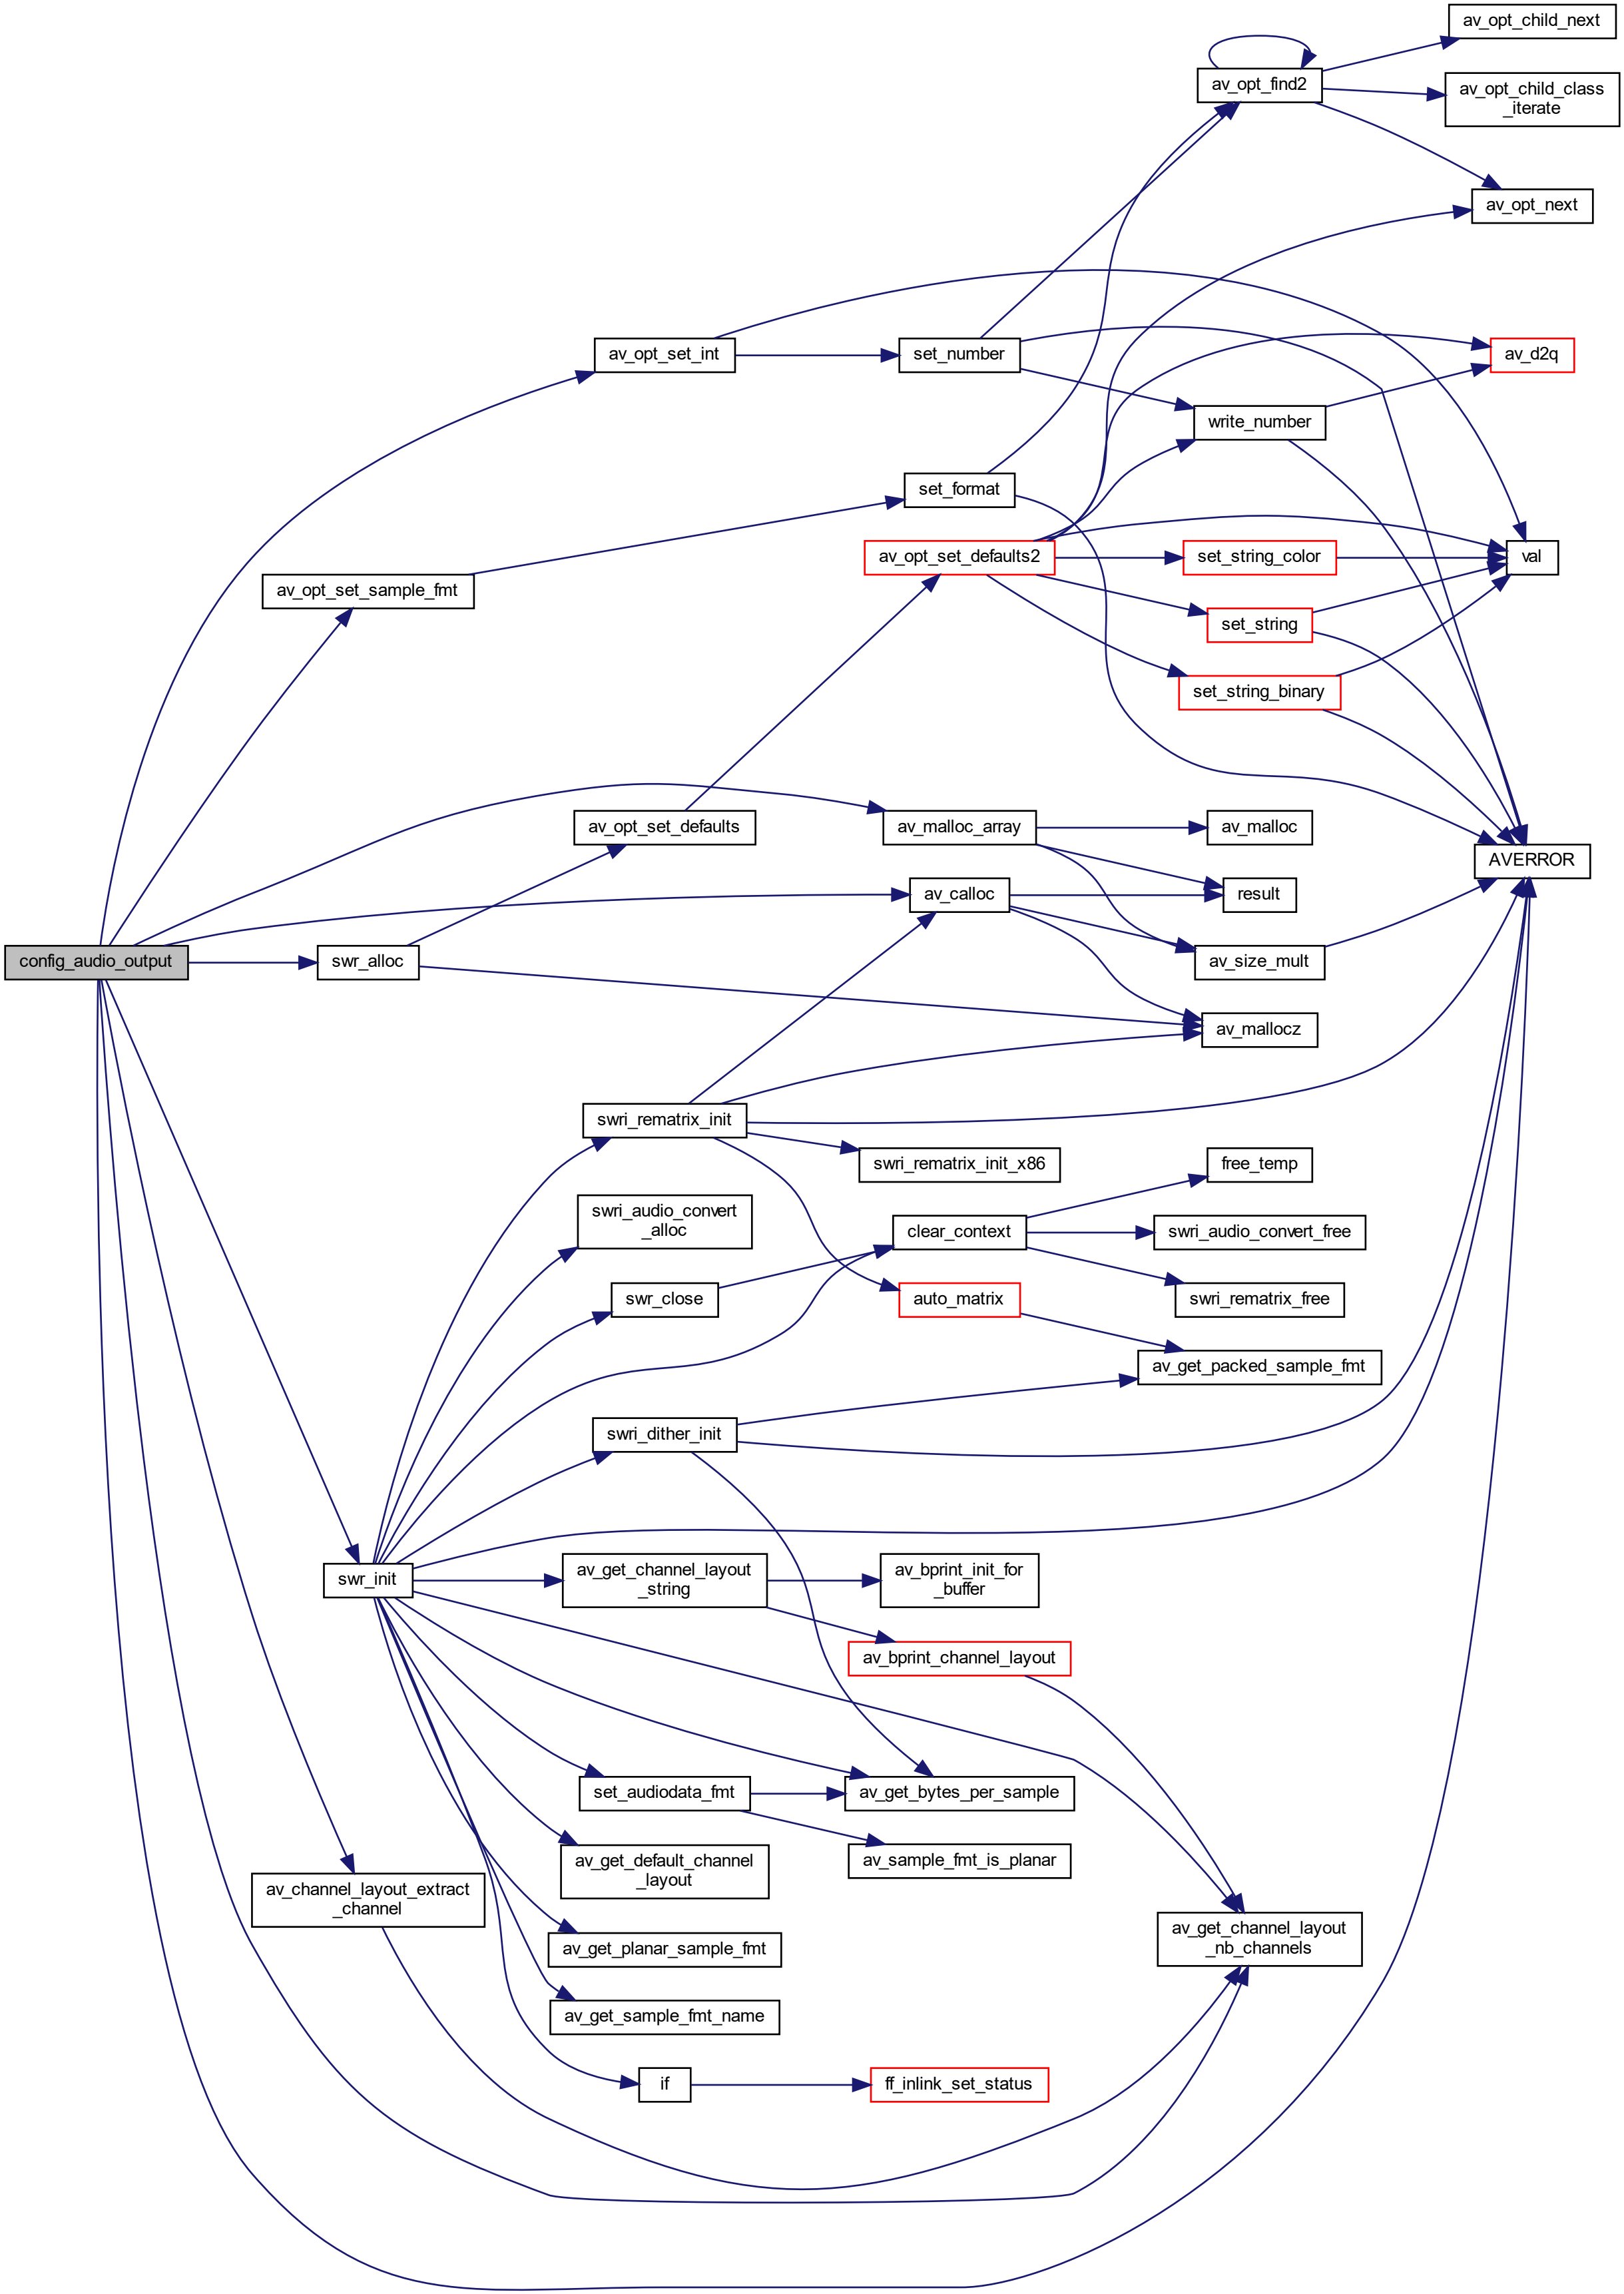 av_opt_child_next
av_opt_find2
av_opt_child_class
_iterate
av_opt_next
av_opt_set_int
set_number
av_d2q
write_number
set_format
av_opt_set_defaults2
set_string_color
val
av_opt_set_sample_fmt
set_string
set_string_binary
av_opt_set_defaults
av_malloc_array
av_malloc
AVERROR
av_calloc
result
config_audio_output
swr_alloc
av_size_mult
av_mallocz
swri_rematrix_init
swri_rematrix_init_x86
free_temp
swri_audio_convert
_alloc
clear_context
swri_audio_convert_free
swr_close
auto_matrix
swri_rematrix_free
av_get_packed_sample_fmt
swri_dither_init
swr_init
av_get_channel_layout
_string
av_bprint_init_for
_buffer
av_bprint_channel_layout
set_audiodata_fmt
av_get_bytes_per_sample
av_get_default_channel
_layout
av_sample_fmt_is_planar
av_channel_layout_extract
_channel
av_get_planar_sample_fmt
av_get_channel_layout
_nb_channels
av_get_sample_fmt_name
if
ff_inlink_set_status